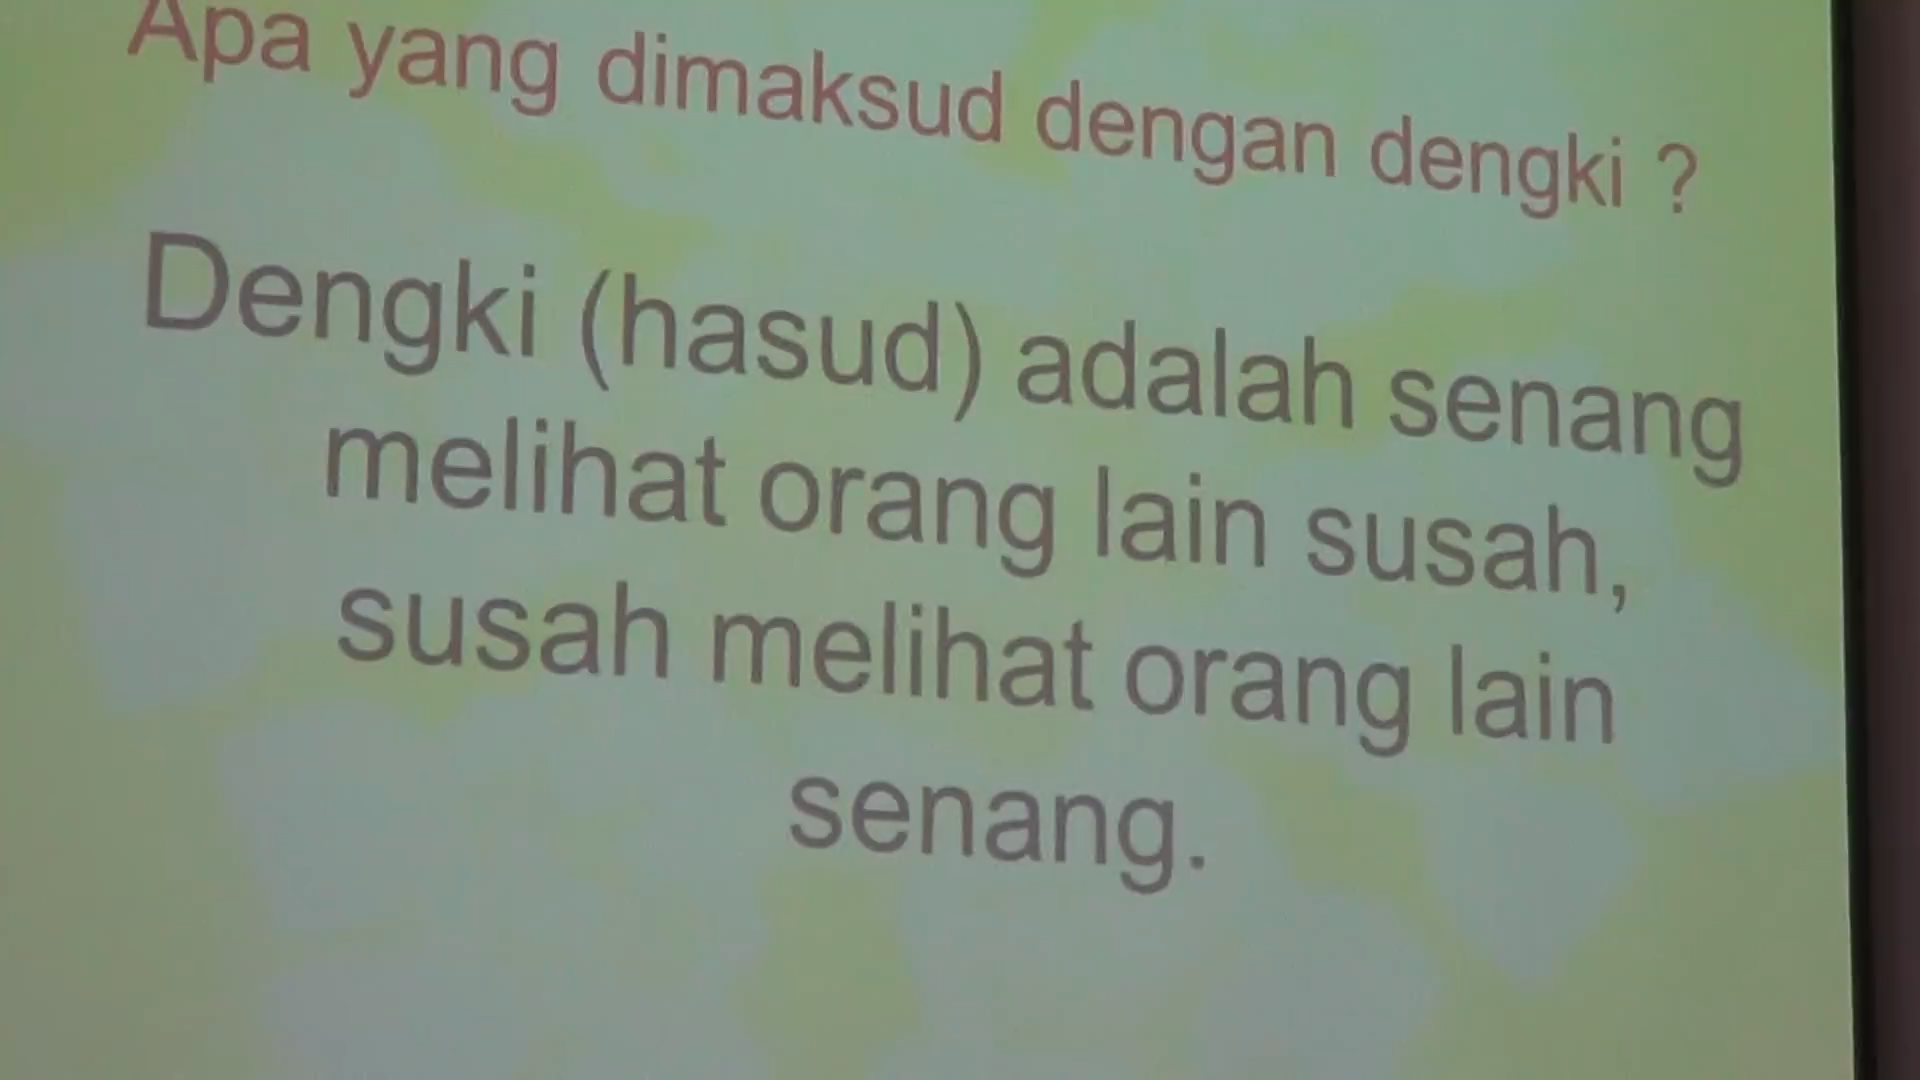 Apa yang dimaksud dengan dengki ?
Dengki (hasud) adalah senang
melihat orang lain susah,
susah melihat orang lain
senang.